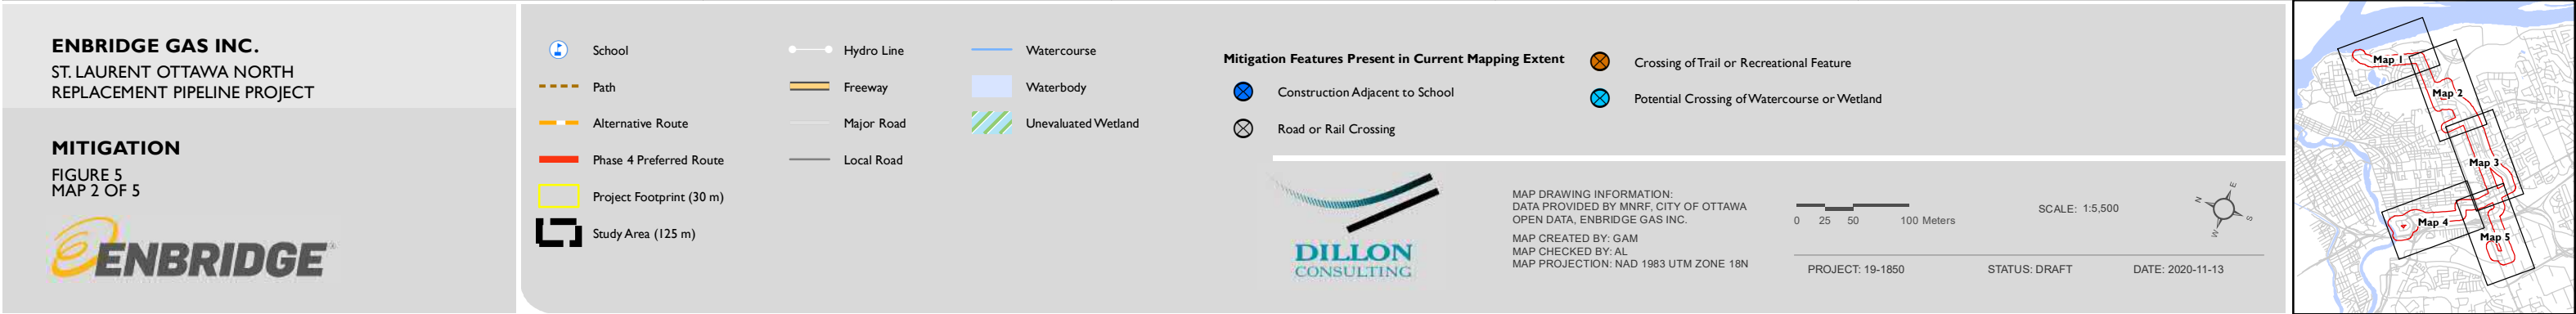 ENBRIDGE GAS INC.
ST. LAURENT OTTAWA NORTH
REPLACEMENT PIPELINE PROJECT
MITIGATION
FIGURE 5
MAP 2 OF 5
ENBRIDGE
School
Path
Alternative Route
Phase 4 Preferred Route
Project Footprint (30 m)
Study Area (125 m)
Hydro Line
Freeway
Major Road
Local Road
Watercourse
Waterbody
Unevaluated Wetland
Mitigation Features Present in Current Mapping Extent
Construction Adjacent to School
Road or Rail Crossing
Crossing of Trail or Recreational Feature
Potential Crossing of Watercourse or Wetland
DILLON
CONSULTING
MAP DRAWING INFORMATION:
DATA PROVIDED BY MNRF, CITY OF OTTAWA
OPEN DATA, ENBRIDGE GAS INC.
MAP CREATED BY: GAM
MAP CHECKED BY: AL
MAP PROJECTION: NAD 1983 UTM ZONE 18N
0 25 50 100 Meters
SCALE: 1:5,500
N
E
S
W
PROJECT: 19-1850
STATUS: DRAFT
DATE: 2020-11-13
Map 1
Map 2
Map 3
Map 4
Map 5